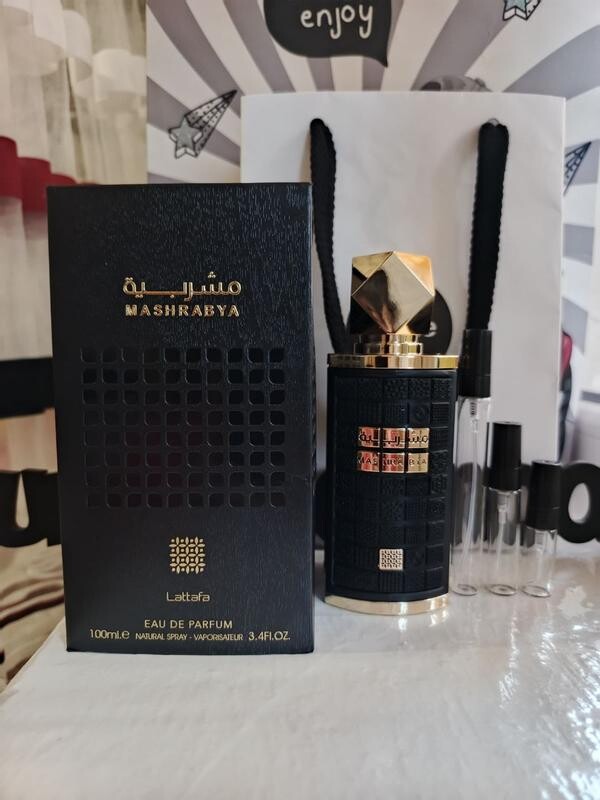 enjoy
مشربية
MASHRABYA
Lattafa
EAU DE PARFUM
100ml.e NATURAL SPRAY - VAPORISATEUR 3.4Fl.OZ.
مشربية
MASHRABYA